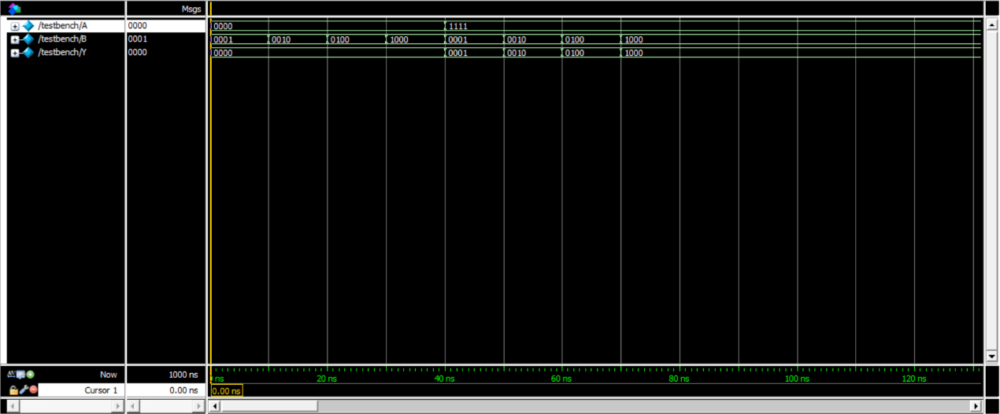 Msgs
/testbench/A 0000 0000 1111
/testbench/B 0001 0001 0010 0100 1000 0001 0010 0100 1000
/testbench/Y 0000 0000 0001 0010 0100 1000
Now 1000 ns ns 20 ns 40 ns 60 ns 80 ns 100 ns 120 ns
Cursor 1 0.00 ns 0.00 ns